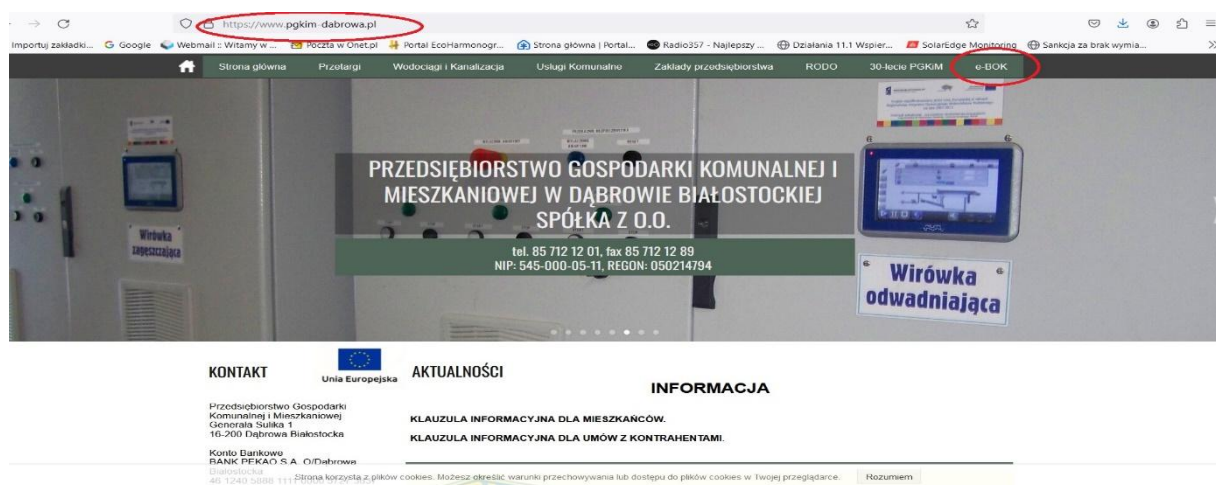 https://www.pgkim-dabrowa.pl
Importuj zakładki... Google Webmail :: Witamy w ... Poczta w Onet.pl Portal EcoHarmonogr... Strona główna | Portal... Radio357 - Najlepszy ... Działania 11.1 Wspier... SolarEdge Monitoring Sankcja za brak wymia...
Strona główna Przetargi Wodociągi i Kanalizacja Usługi Komunalne Zakłady przedsiębiorstwa RODO 30-lecie PGKiM e-BOK
PRZEDSIĘBIORSTWO GOSPODARKI KOMUNALNEJ I
MIESZKANIOWEJ W DĄBROWIE BIAŁOSTOCKIEJ
SPÓŁKA Z O.O.
tel. 85 712 12 01, fax 85 712 12 89
NIP: 545-000-05-11, REGON: 050214794
Wirówka
zagęszczająca
Wirówka
odwadniająca
KONTAKT
Unia Europejska
AKTUALNOŚCI
INFORMACJA
Przedsiębiorstwo Gospodarki
Komunalnej i Mieszkaniowej
Generała Sulika 1
16-200 Dąbrowa Białostocka
KLAUZULA INFORMACYJNA DLA MIESZKAŃCÓW.
KLAUZULA INFORMACYJNA DLA UMÓW Z KONTRAHENTAMI.
Konto Bankowe
BANK PEKAO S.A. O/Dąbrowa
Białostocka
Strona korzysta z plików cookies. Możesz określić warunki przechowywania lub dostępu do plików cookies w Twojej przeglądarce. Rozumiem